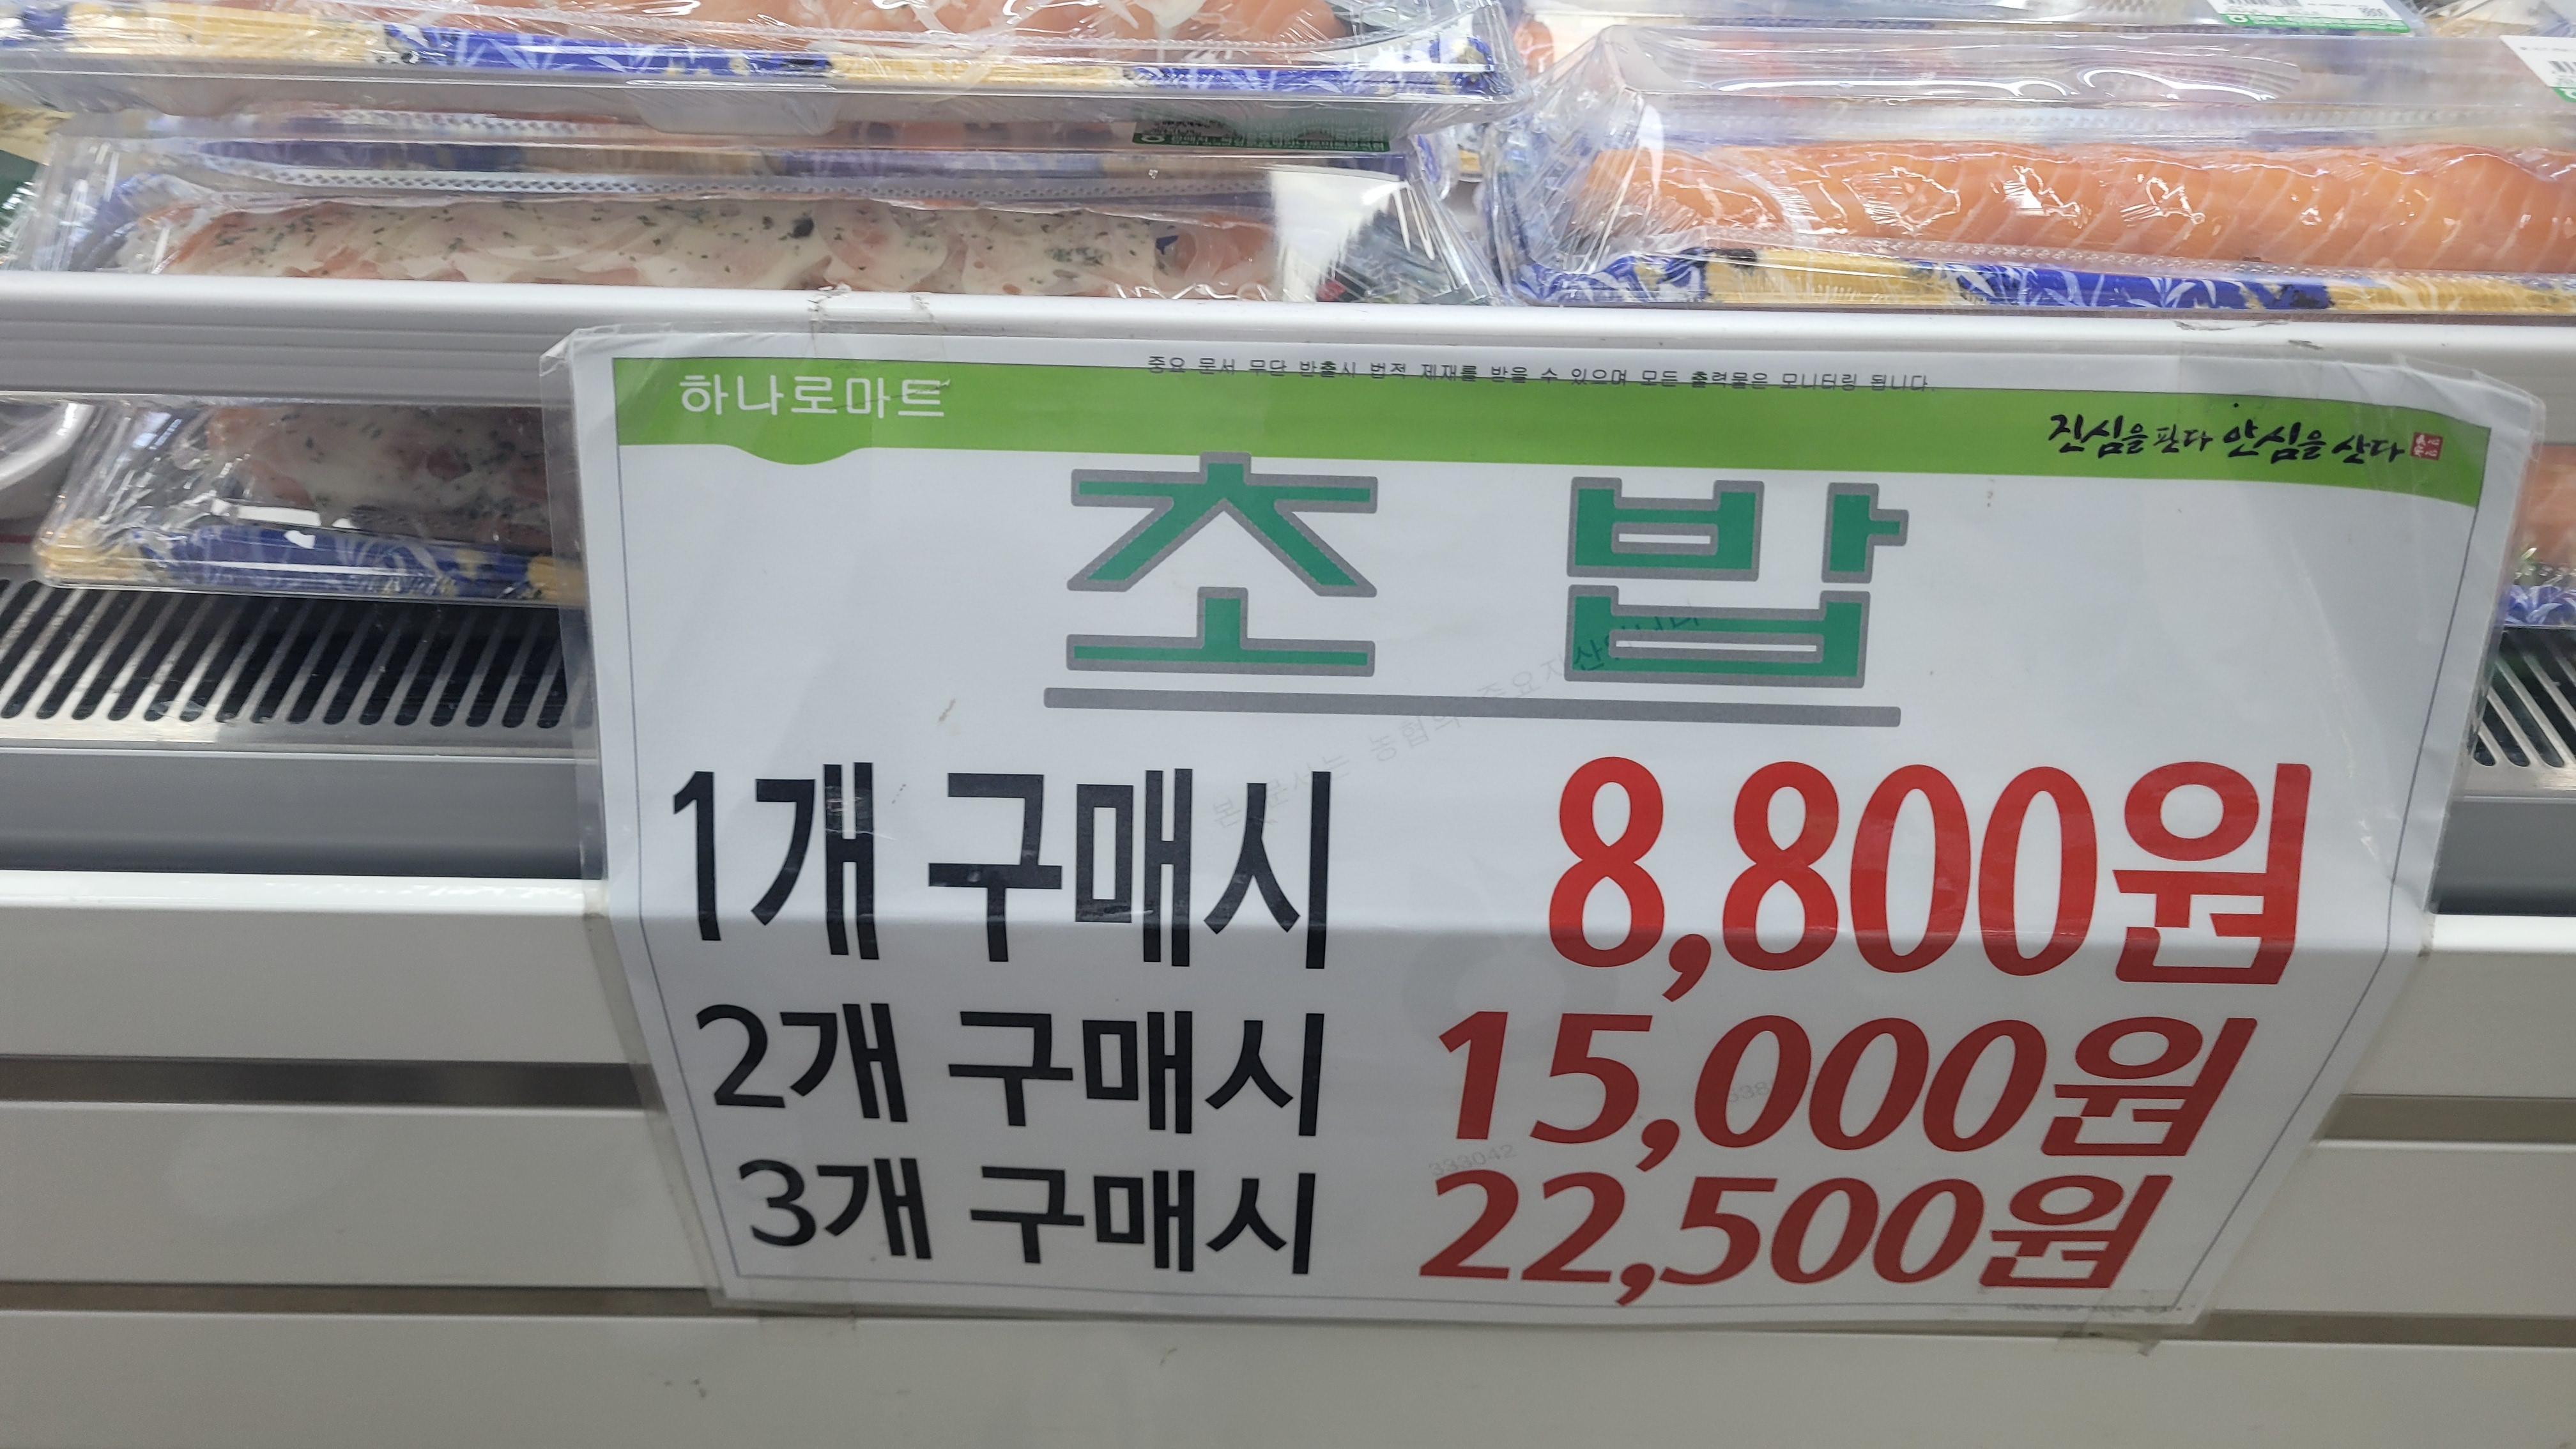 중요 문서 무단 반출시 법적 제재를 받을 수 있으며 모든 출력물은 모니터링 됩니다.
하나로마트
진심을 판다 안심을 산다
초밥
1개 구매시 8,800원
2개 구매시 15,000원
3개 구매시 22,500원
333042